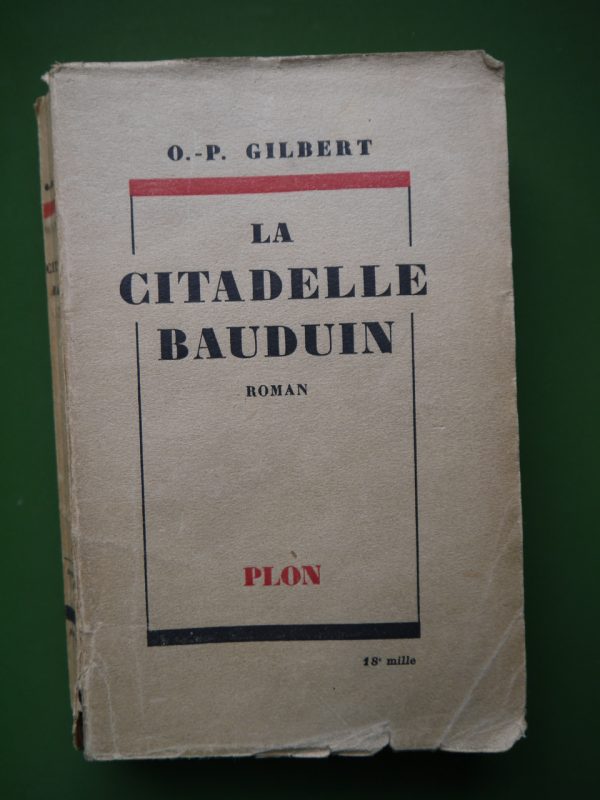 O.-P. GILBERT
LA
CITADELLE
BAUDUIN
ROMAN
PLON
18e mille